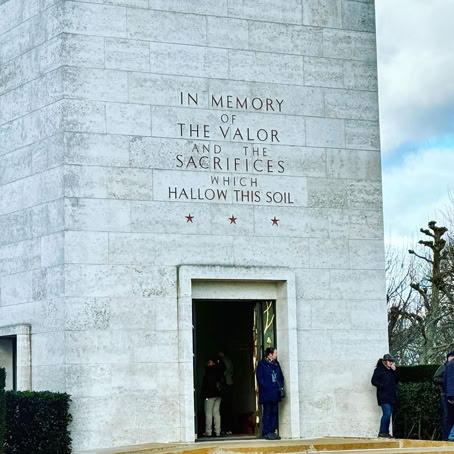 IN MEMORY
OF
THE VALOR
AND THE
SACRIFICES
WHICH
HALLOW THIS SOIL